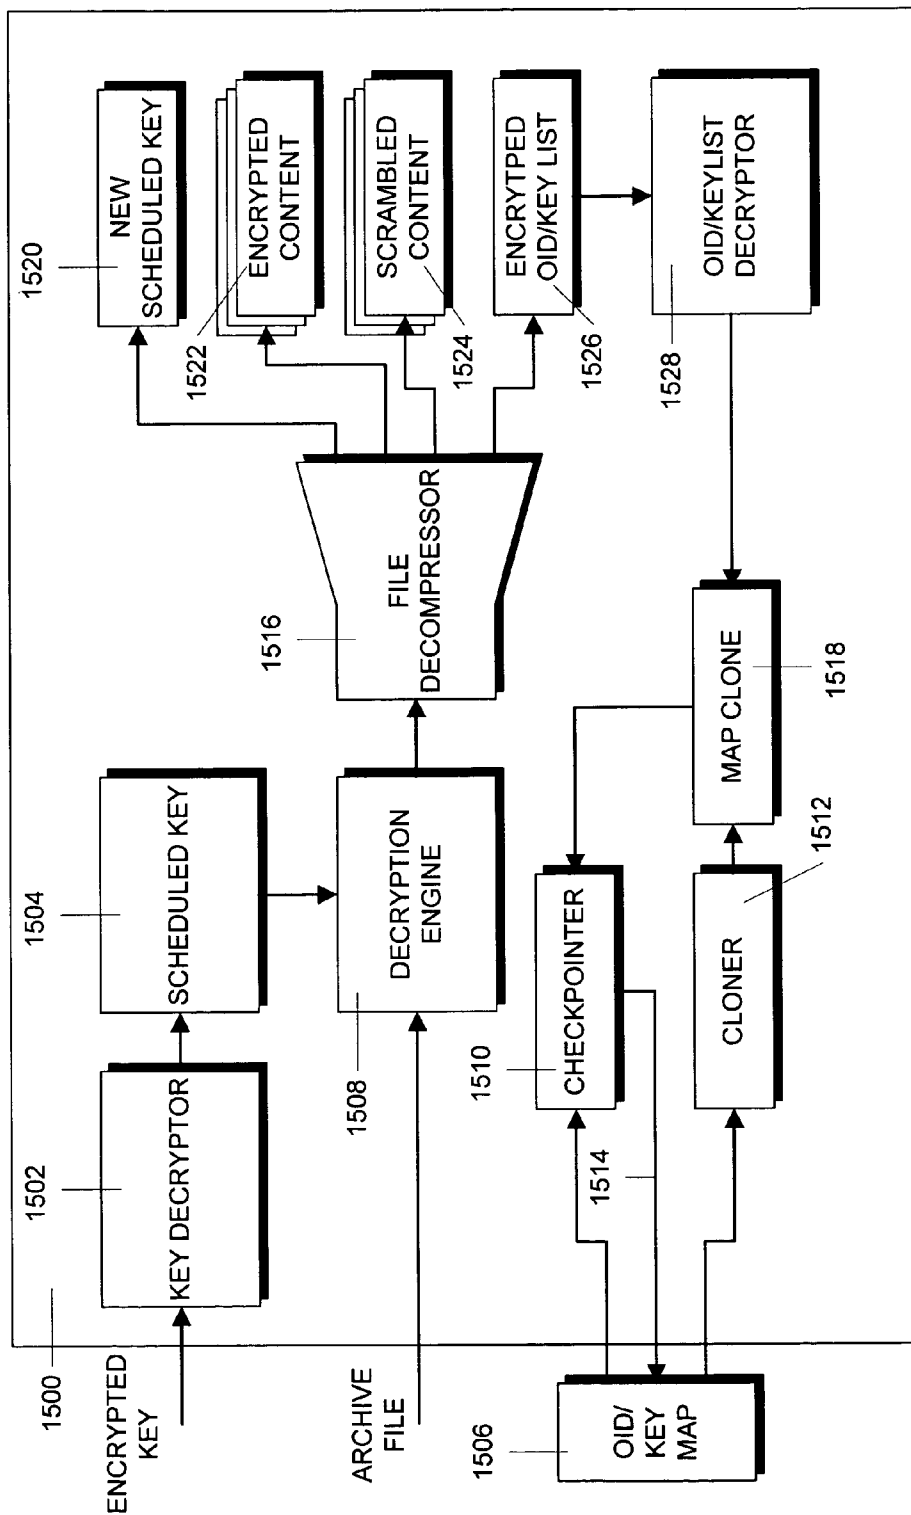 1500
ENCRYPTED
KEY
1502
KEY DECRYPTOR
1504
SCHEDULED KEY
1520
NEW
SCHEDULED KEY
1522
ENCRYPTED
CONTENT
ARCHIVE
FILE
1508
DECRYPTION
ENGINE
1516
FILE
DECOMPRESSOR
1524
SCRAMBLED
CONTENT
1526
ENCRYTPED
OID/KEY LIST
1506
OID/
KEY
MAP
1510
CHECKPOINTER
1514
1512
CLONER
1518
MAP CLONE
1528
OID/KEYLIST
DECRYPTOR